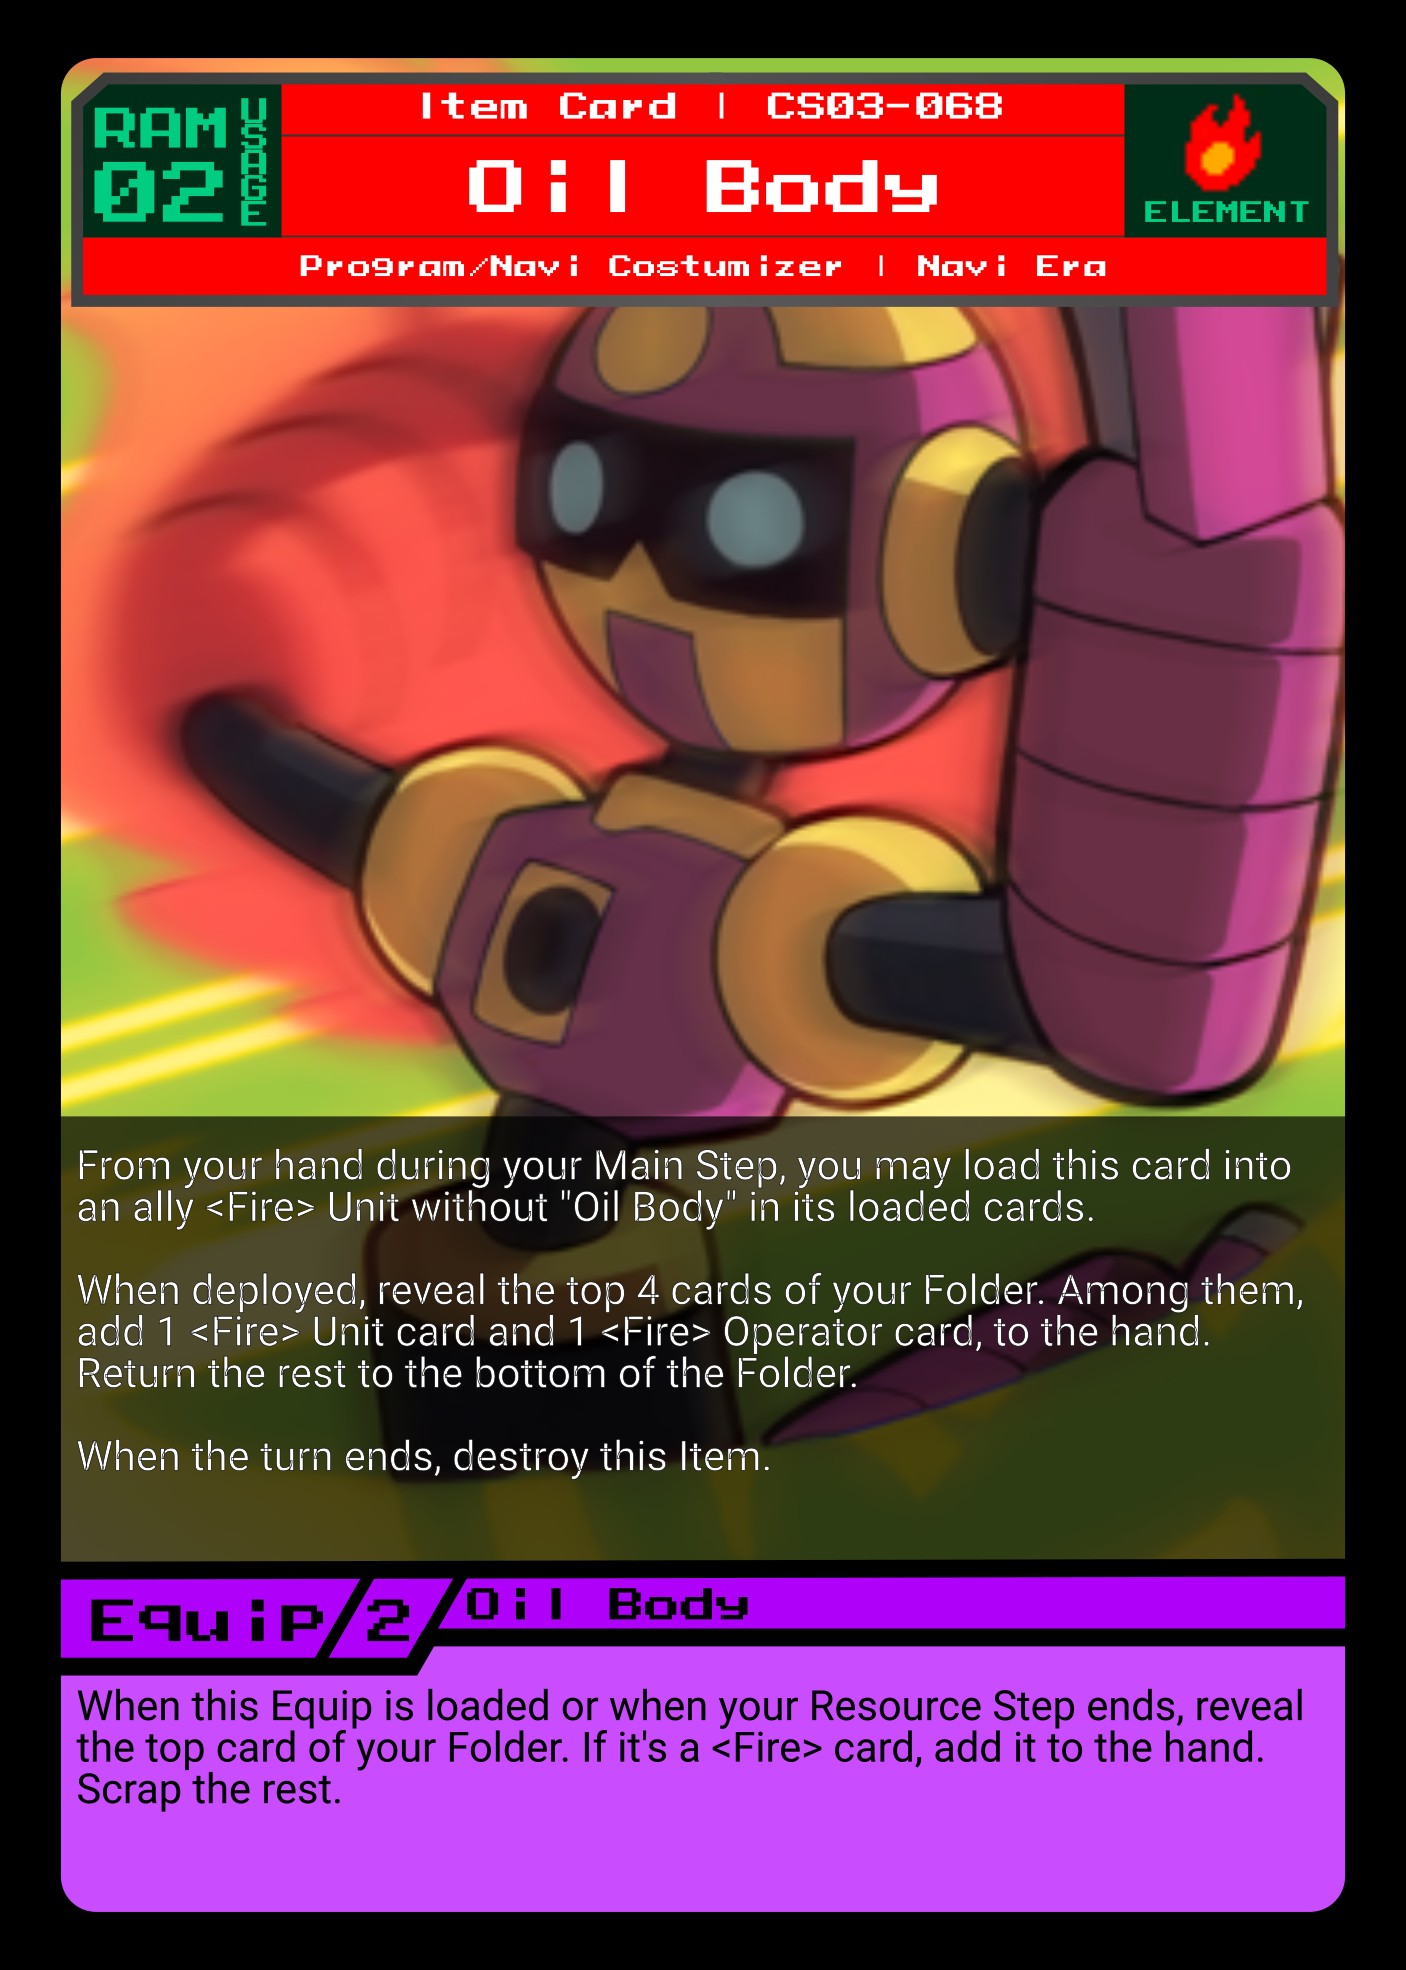 RAM
02
USAGE
Item Card | CS03-068
Oil Body
ELEMENT
Program/Navi Costumizer | Navi Era
From your hand during your Main Step, you may load this card into
an ally <Fire> Unit without "Oil Body" in its loaded cards.
When deployed, reveal the top 4 cards of your Folder. Among them,
add 1 <Fire> Unit card and 1 <Fire> Operator card, to the hand.
Return the rest to the bottom of the Folder.
When the turn ends, destroy this Item.
Equip/2/
Oil Body
When this Equip is loaded or when your Resource Step ends, reveal
the top card of your Folder. If it's a <Fire> card, add it to the hand.
Scrap the rest.